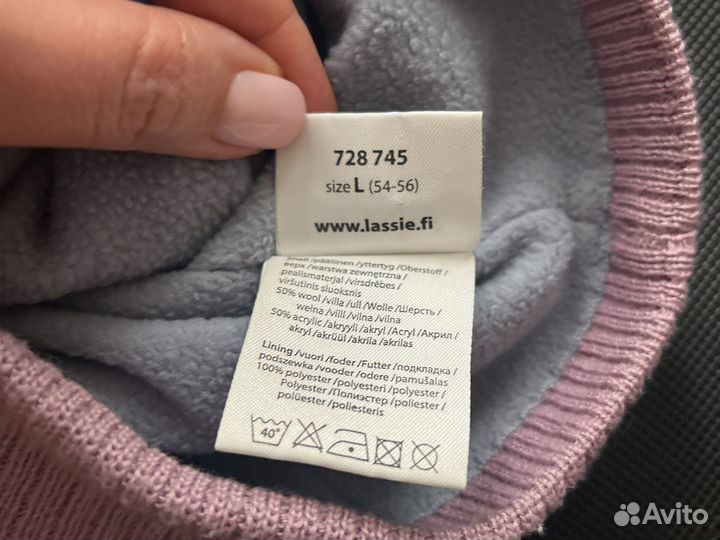 728 745
size L (54-56)
www.lassie.fi
Shell /päällinen /yttertyg /Oberstoff /
верх /warstwa zewnętrzna /
pealismaterjal /virsdrēbes /
viršutinis sluoksnis
50% wool /villa /ull /Wolle /Шерсть /
wełna /villi /vilna /vilna
50% acrylic /akryyli /akryl /Acryl /Акрил /
akryl /akrüül /akrila /akrilas
Lining /vuori /foder /Futter /подкладка /
podszewka /vooder /odere /pamušalas
100% polyester /polyesteri /polyester /
Polyester /Полиэстер /poliester /
polüester /poliesteris
40°
Avito